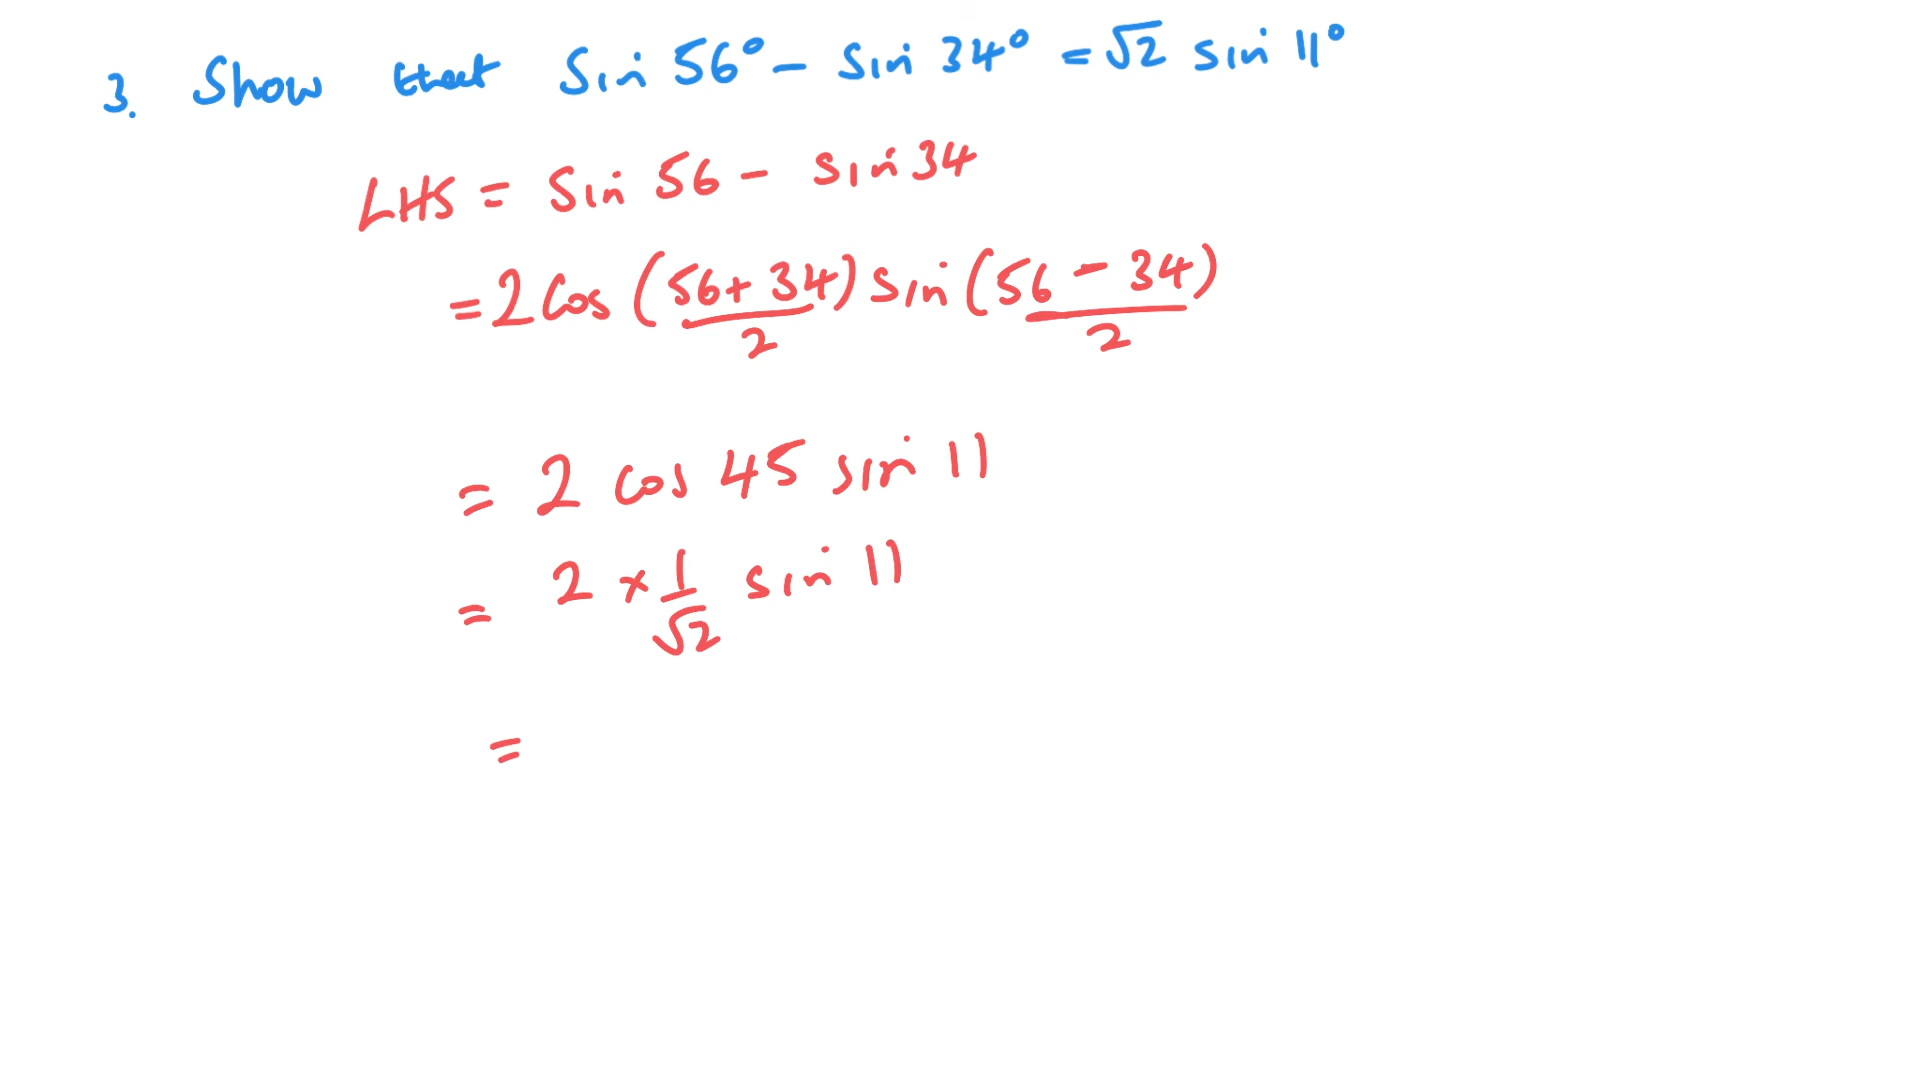 3. Show that Sin 56° - Sin 34° = √2 sin 11°
LHS = Sin 56 - sin 34
= 2 Cos (56 + 34 / 2) sin (56 - 34 / 2)
= 2 cos 45 sin 11
= 2 × 1/√2 sin 11
=